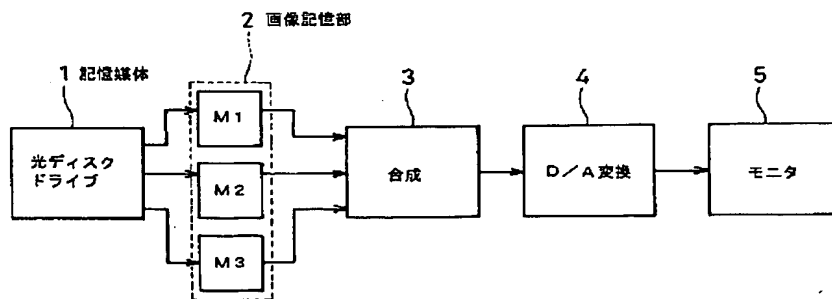 2 画像記憶部
1 記憶媒体
3
4
5
光ディスク
ドライブ
M1
M2
M3
合成
D/A変換
モニタ